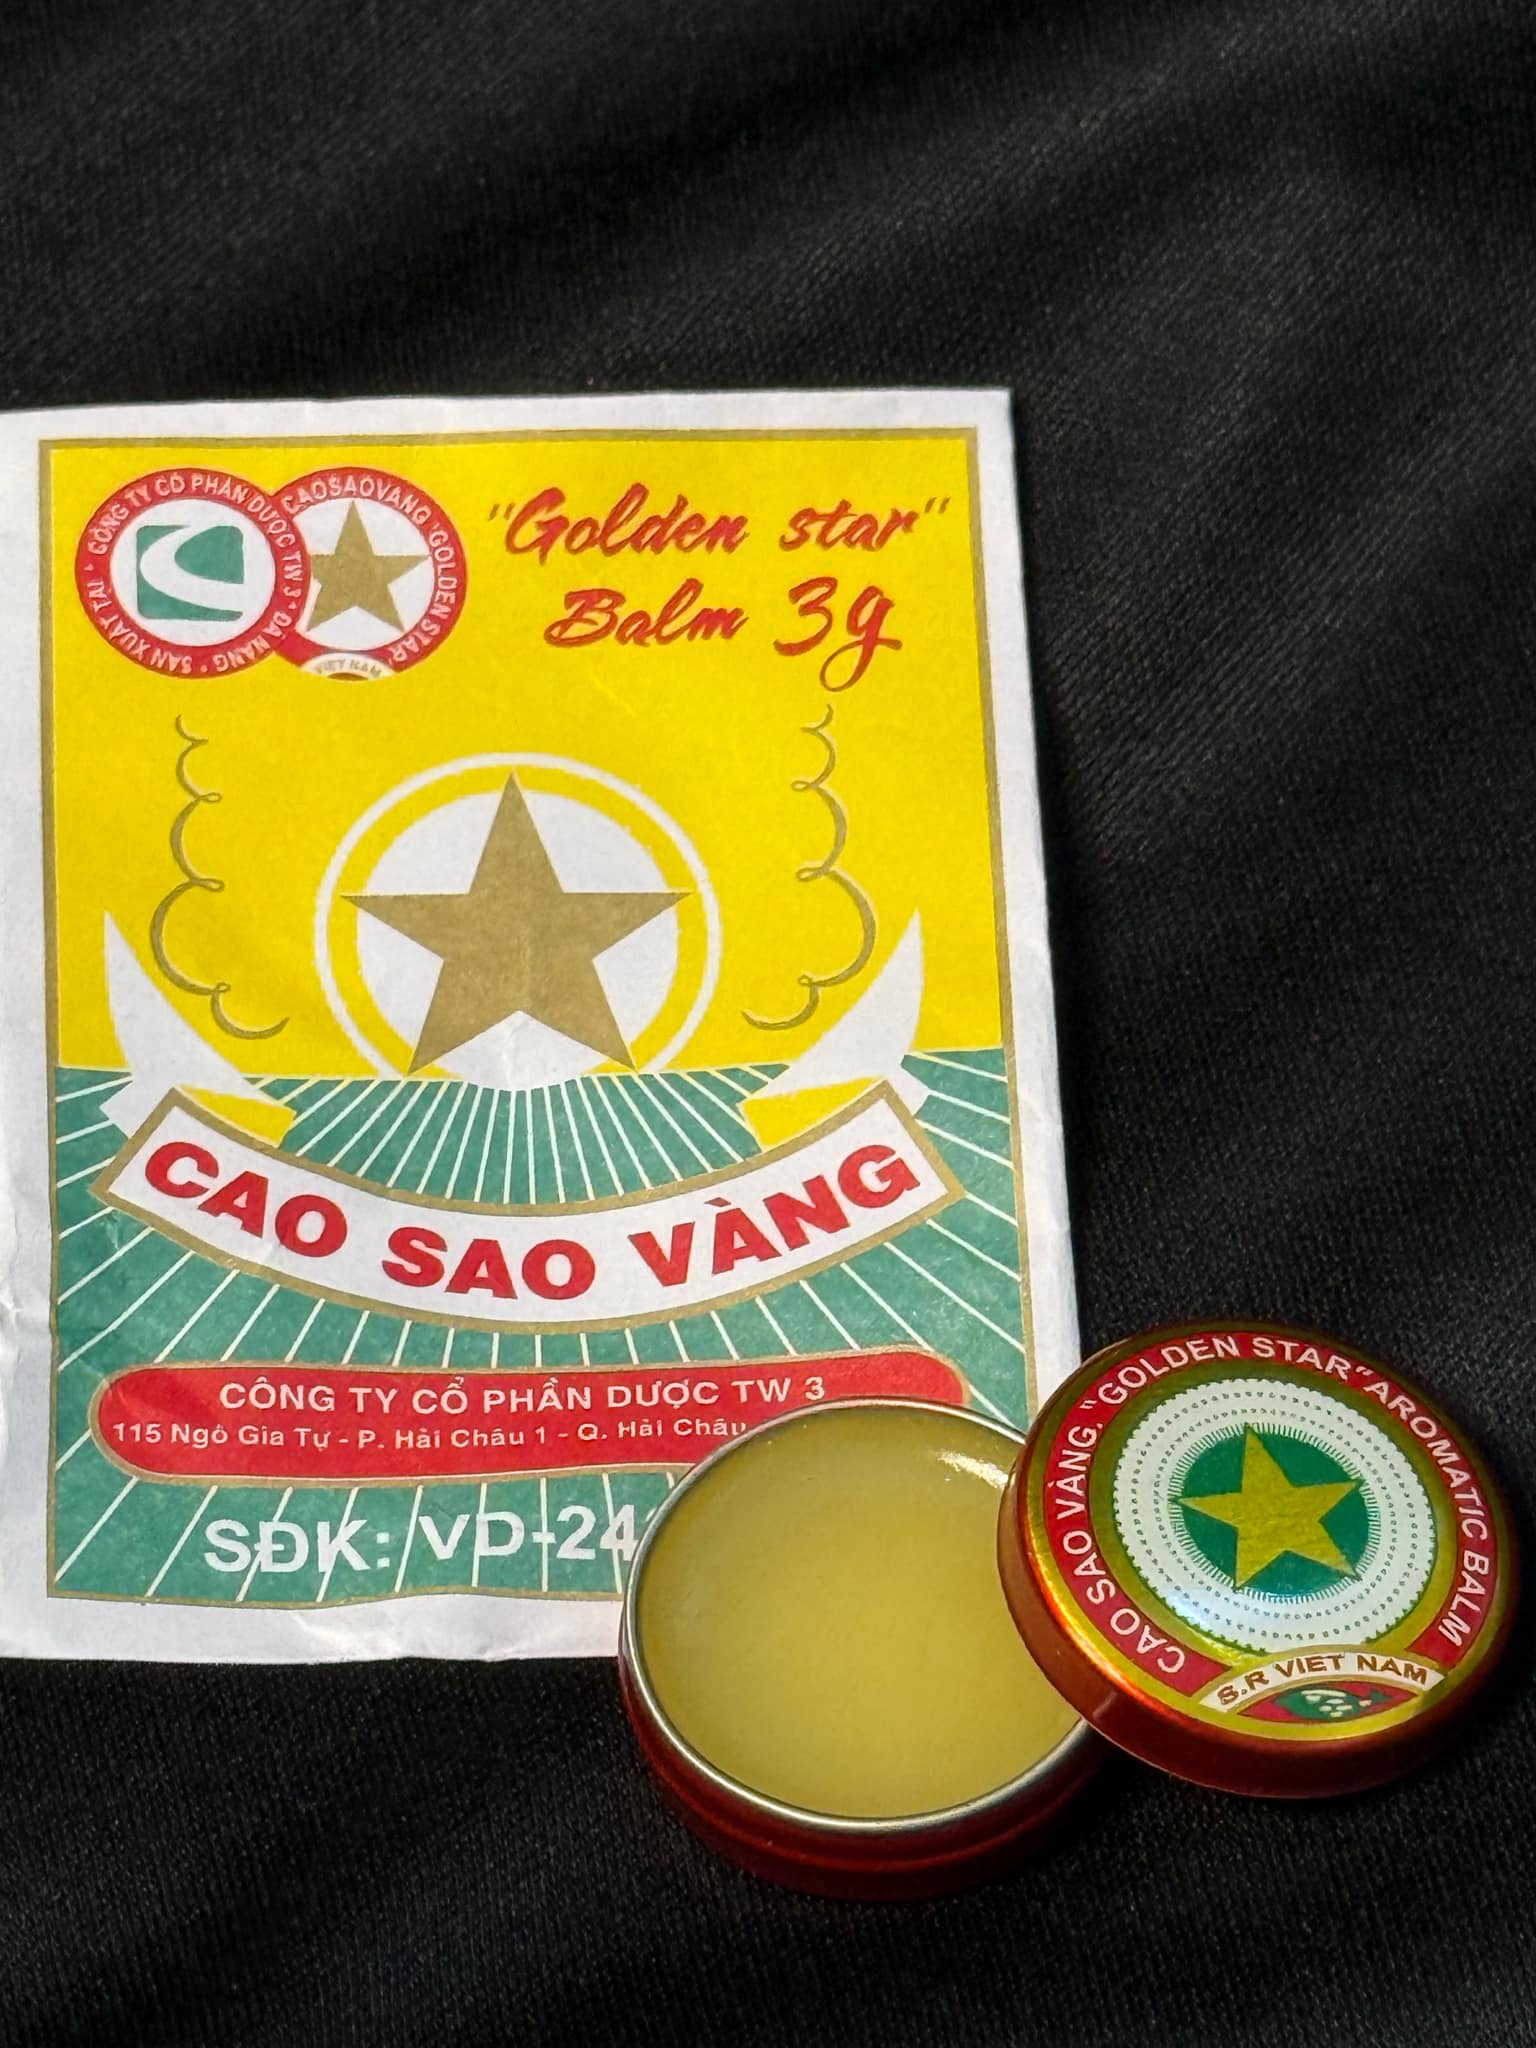 CÔNG TY CỔ PHẦN DƯỢC TW 3 * ĐÀ NẴNG * SẢN XUẤT TẠI *
CAOSAOVANG "GOLDEN STAR"
VIET NAM
"Golden star"
Balm 3g
CAO SAO VÀNG
CÔNG TY CỔ PHẦN DƯỢC TW 3
115 Ngô Gia Tự - P. Hải Châu 1 - Q. Hải Châu
SĐK: VD-24
CAO SAO VÀNG. "GOLDEN STAR" AROMATIC BALM
S.R VIET NAM